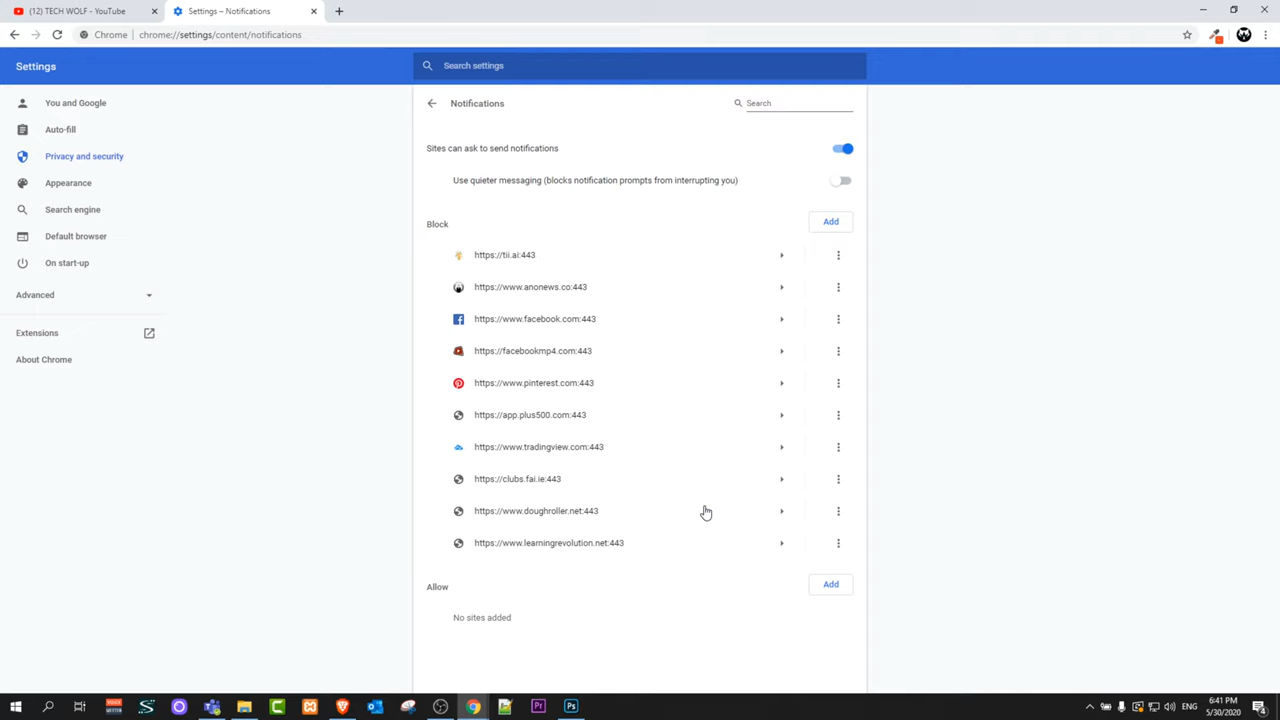 (12) TECH WOLF - YouTube
Settings – Notifications
Chrome
chrome://settings/content/notifications
Settings
Search settings
You and Google
Auto-fill
Privacy and security
Appearance
Search engine
Default browser
On start-up
Advanced
Extensions
About Chrome
Notifications
Search
Sites can ask to send notifications
Use quieter messaging (blocks notification prompts from interrupting you)
Block
Add
https://tii.ai:443
https://www.anonews.co:443
https://www.facebook.com:443
https://facebookmp4.com:443
https://www.pinterest.com:443
https://app.plus500.com:443
https://www.tradingview.com:443
https://clubs.fai.ie:443
https://www.doughroller.net:443
https://www.learningrevolution.net:443
Allow
Add
No sites added
Pr
Ps
ENG
6:41 PM
5/30/2020
4